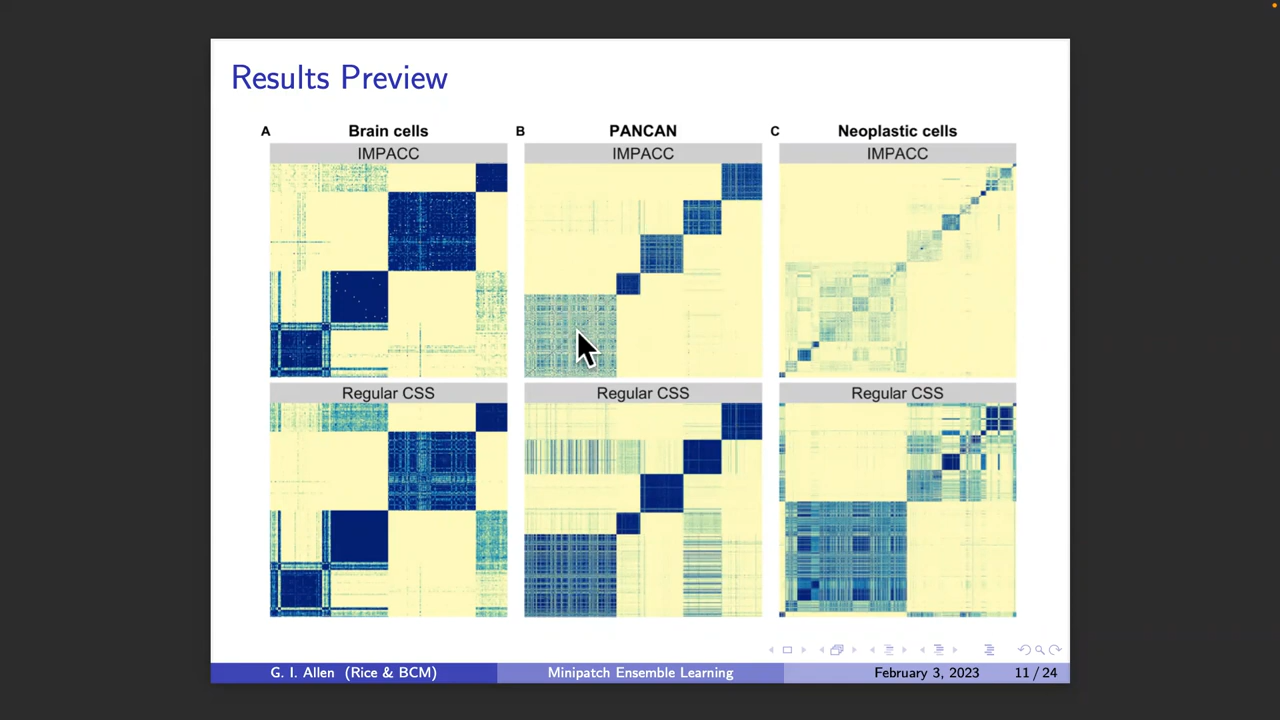 Results Preview
A Brain cells
B PANCAN
C Neoplastic cells
IMPACC
IMPACC
IMPACC
Regular CSS
Regular CSS
Regular CSS
G. I. Allen (Rice & BCM)
Minipatch Ensemble Learning
February 3, 2023
11 / 24